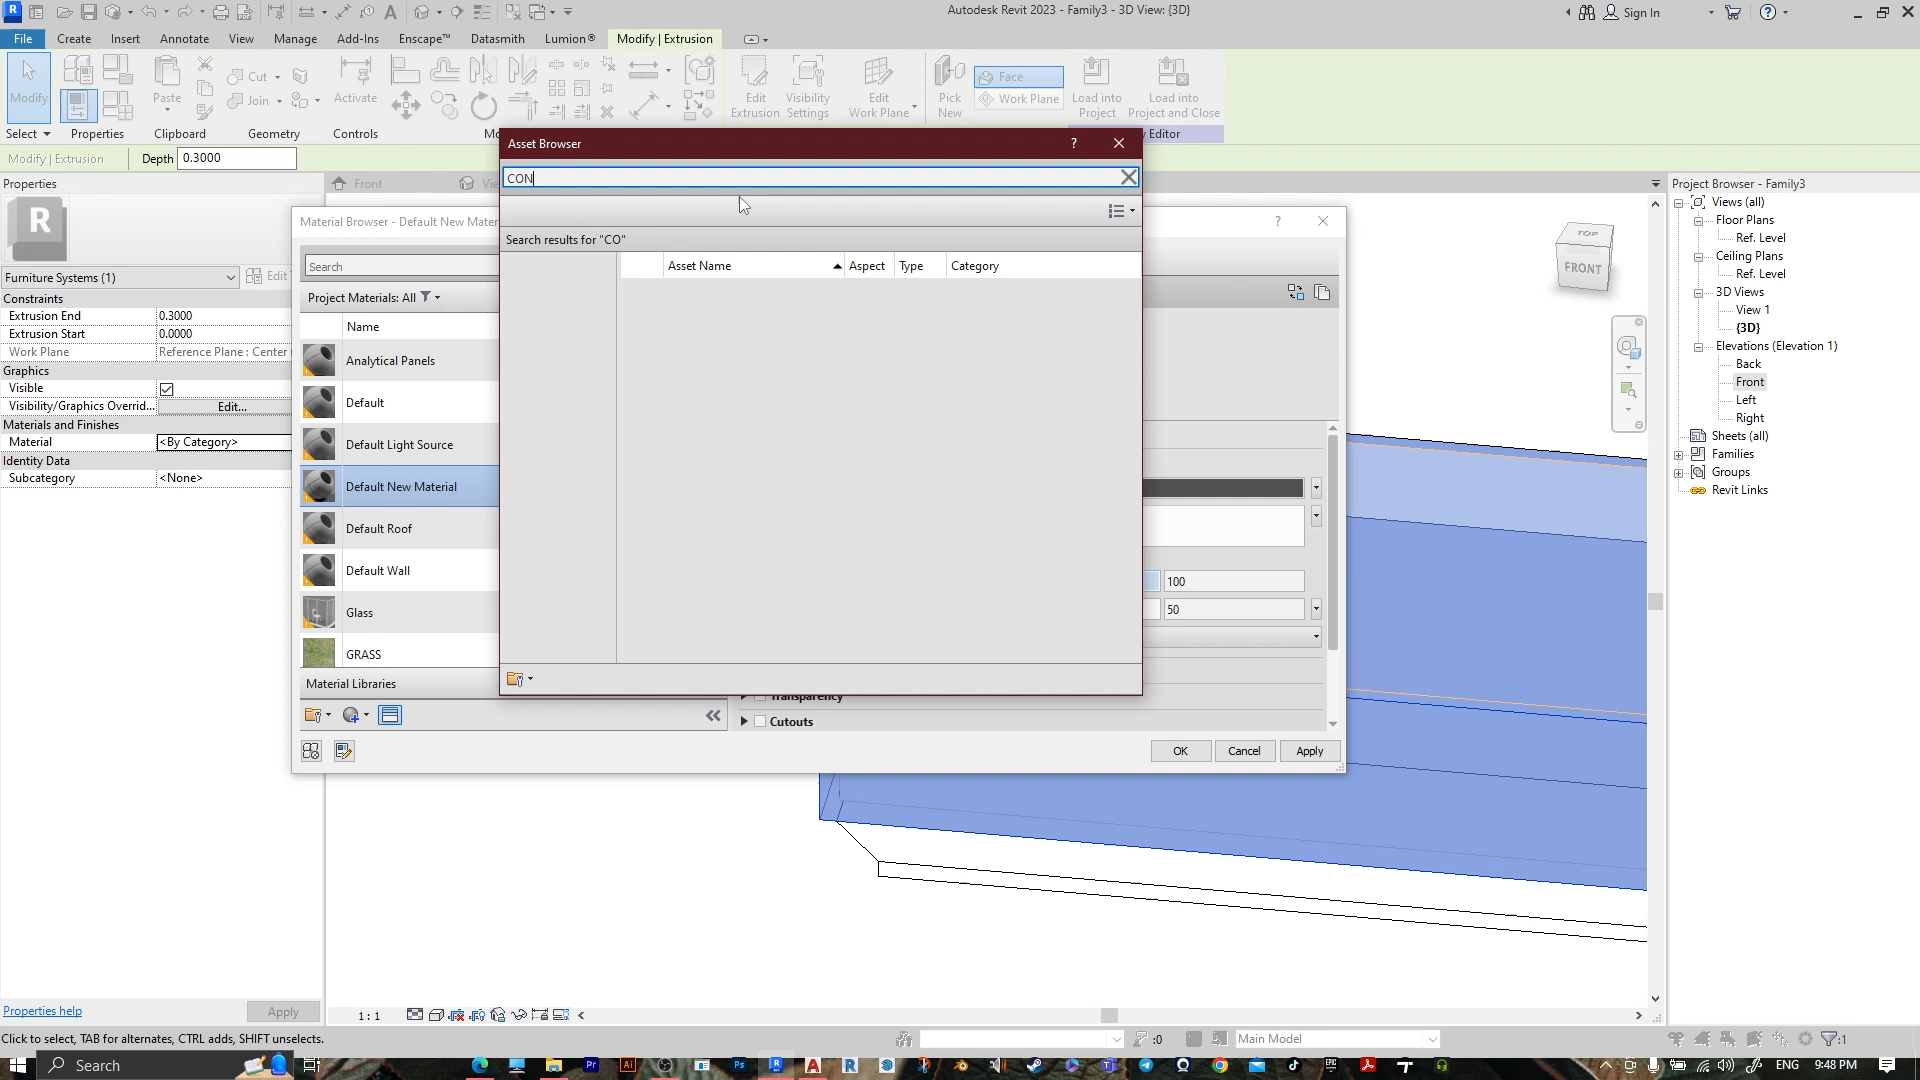 Autodesk Revit 2023 - Family3 - 3D View: {3D}
Sign In
File Create Insert Annotate View Manage Add-Ins Enscape™ Datasmith Lumion® Modify | Extrusion
Modify
Paste
Cut
Join
Activate
Edit Extrusion
Visibility Settings
Edit Work Plane
Pick New
Face
Work Plane
Load into Project
Load into Project and Close
Select Properties Clipboard Geometry Controls Editor
Modify | Extrusion Depth 0.3000
Asset Browser
CON
Search results for "CO"
Asset Name Aspect Type Category
Properties
Furniture Systems (1)
Constraints
Extrusion End 0.3000
Extrusion Start 0.0000
Work Plane Reference Plane : Center
Graphics
Visible
Visibility/Graphics Overrid... Edit...
Materials and Finishes
Material <By Category>
Identity Data
Subcategory <None>
Properties help
Apply
Front
Material Browser - Default New Mater
Search
Project Materials: All
Name
Analytical Panels
Default
Default Light Source
Default New Material
Default Roof
Default Wall
Glass
GRASS
Material Libraries
100
50
Transparency
Cutouts
OK Cancel Apply
TOP
FRONT
Project Browser - Family3
Views (all)
Floor Plans
Ref. Level
Ceiling Plans
Ref. Level
3D Views
View 1
{3D}
Elevations (Elevation 1)
Back
Front
Left
Right
Sheets (all)
Families
Groups
Revit Links
1 : 1
Click to select, TAB for alternates, CTRL adds, SHIFT unselects.
:0
Main Model
:1
Search
ENG 9:48 PM